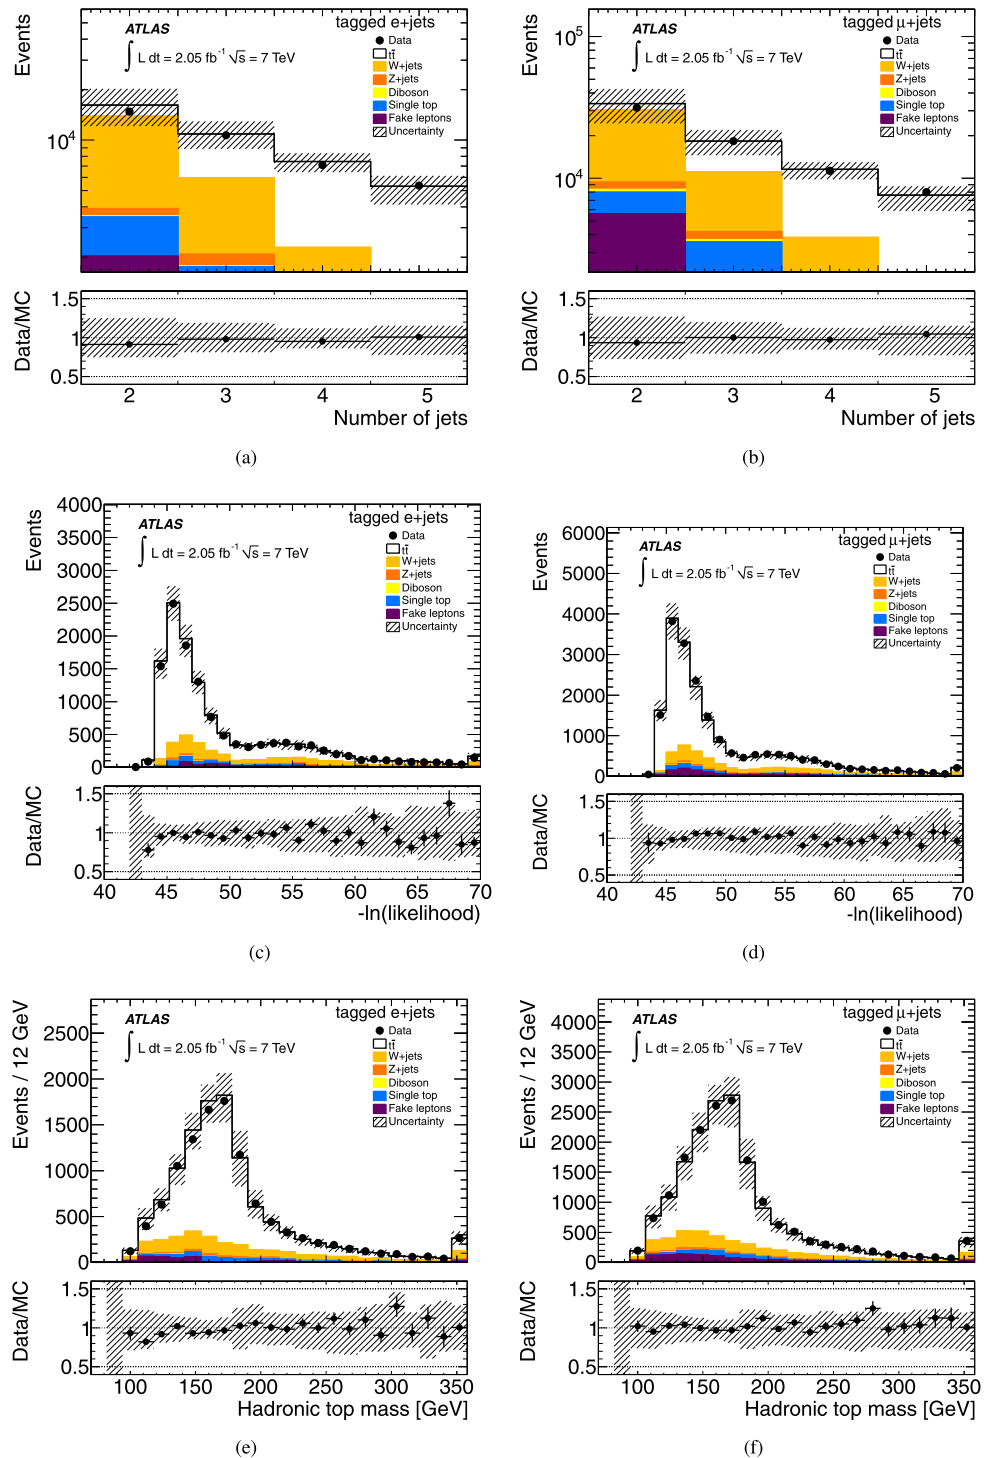 Events
ATLAS
∫ L dt = 2.05 fb⁻¹ √s = 7 TeV
tagged e+jets
Data
tt̄
W+jets
Z+jets
Diboson
Single top
Fake leptons
Uncertainty
10⁴
Data/MC
1.5
1
0.5
2 3 4 5
Number of jets
(a)
Events
ATLAS
∫ L dt = 2.05 fb⁻¹ √s = 7 TeV
tagged μ+jets
Data
tt̄
W+jets
Z+jets
Diboson
Single top
Fake leptons
Uncertainty
10⁵
10⁴
Data/MC
1.5
1
0.5
2 3 4 5
Number of jets
(b)
Events
ATLAS
∫ L dt = 2.05 fb⁻¹ √s = 7 TeV
tagged e+jets
Data
tt̄
W+jets
Z+jets
Diboson
Single top
Fake leptons
Uncertainty
4000
3500
3000
2500
2000
1500
1000
500
0
Data/MC
1.5
1
0.5
40 45 50 55 60 65 70
-ln(likelihood)
(c)
Events
ATLAS
∫ L dt = 2.05 fb⁻¹ √s = 7 TeV
tagged μ+jets
Data
tt̄
W+jets
Z+jets
Diboson
Single top
Fake leptons
Uncertainty
6000
5000
4000
3000
2000
1000
0
Data/MC
1.5
1
0.5
40 45 50 55 60 65 70
-ln(likelihood)
(d)
Events / 12 GeV
ATLAS
∫ L dt = 2.05 fb⁻¹ √s = 7 TeV
tagged e+jets
Data
tt̄
W+jets
Z+jets
Diboson
Single top
Fake leptons
Uncertainty
2500
2000
1500
1000
500
0
Data/MC
1.5
1
0.5
100 150 200 250 300 350
Hadronic top mass [GeV]
(e)
Events / 12 GeV
ATLAS
∫ L dt = 2.05 fb⁻¹ √s = 7 TeV
tagged μ+jets
Data
tt̄
W+jets
Z+jets
Diboson
Single top
Fake leptons
Uncertainty
4000
3500
3000
2500
2000
1500
1000
500
0
Data/MC
1.5
1
0.5
100 150 200 250 300 350
Hadronic top mass [GeV]
(f)